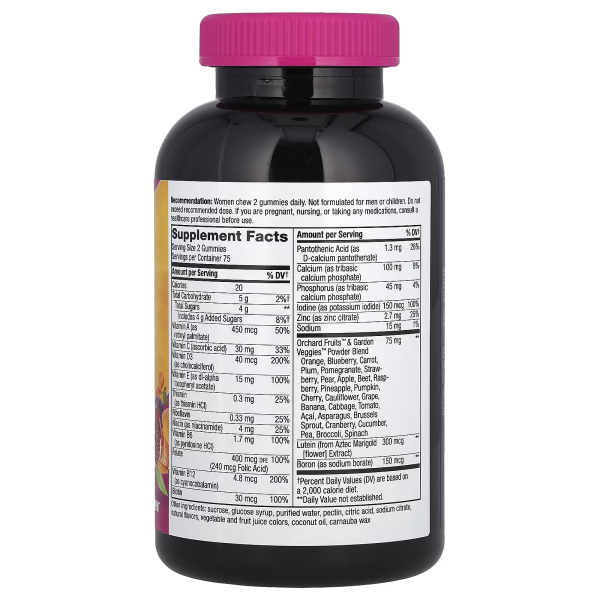 Recommendation: Women chew 2 gummies daily. Not formulated for men or children. Do not
exceed recommended dose. If you are pregnant, nursing, or taking any medications, consult a
healthcare professional before use.
Supplement Facts
Serving Size 2 Gummies
Servings per Container 75
Amount per Serving % DV†
Calories 20
Total Carbohydrate 5 g 2%†
Total Sugars 4 g **
Includes 4 g Added Sugars 8%†
Vitamin A (as
retinyl palmitate) 450 mcg 50%
Vitamin C (ascorbic acid) 30 mg 33%
Vitamin D3
(as cholecalciferol) 40 mcg 200%
Vitamin E (as dl-alpha
tocopheryl acetate) 15 mg 100%
Thiamin
(as thiamin HCl) 0.3 mg 25%
Riboflavin 0.33 mg 25%
Niacin (as niacinamide) 4 mg 25%
Vitamin B6
(as pyridoxine HCl) 1.7 mg 100%
Folate 400 mcg DFE 100%
(240 mcg Folic Acid)
Vitamin B12
(as cyanocobalamin) 4.8 mcg 200%
Biotin 30 mcg 100%
Amount per Serving % DV†
Pantothenic Acid (as 1.3 mg 26%
D-calcium pantothenate)
Calcium (as tribasic 100 mg 8%
calcium phosphate)
Phosphorus (as tribasic 45 mg 4%
calcium phosphate)
Iodine (as potassium iodide) 150 mcg 100%
Zinc (as zinc citrate) 2.7 mg 25%
Sodium 15 mg 1%
Orchard Fruits™ & Garden 75 mg **
Veggies™ Powder Blend
Orange, Blueberry, Carrot,
Plum, Pomegranate, Straw-
berry, Pear, Apple, Beet, Rasp-
berry, Pineapple, Pumpkin,
Cherry, Cauliflower, Grape,
Banana, Cabbage, Tomato,
Açaí, Asparagus, Brussels
Sprout, Cranberry, Cucumber,
Pea, Broccoli, Spinach
Lutein (from Aztec Marigold 300 mcg **
[flower] Extract)
Boron (as sodium borate) 150 mcg **
†Percent Daily Values (DV) are based on
a 2,000 calorie diet.
**Daily Value not established.
Other ingredients: sucrose, glucose syrup, purified water, pectin, citric acid, sodium citrate,
natural flavors, vegetable and fruit juice colors, coconut oil, carnauba wax